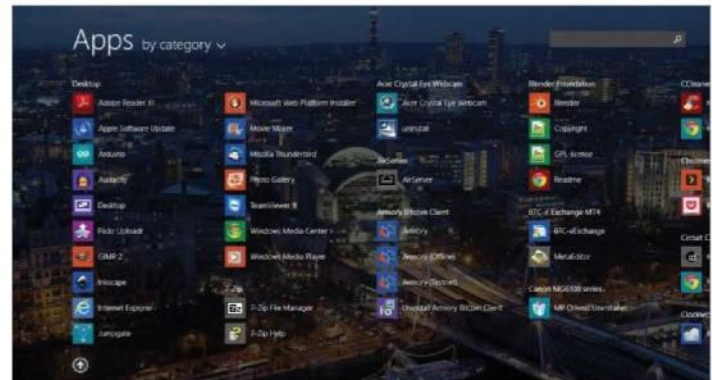 Apps by category
Desktop
Adobe Reader XI
Apple Software Update
Arduino
Audacity
Desktop
Flickr Uploadr
GIMP 2
Inkscape
Internet Explorer
Jumpgate
Microsoft Web Platform Installer
Movie Maker
Mozilla Thunderbird
Photo Gallery
TeamViewer 9
Windows Media Center
Windows Media Player
7-Zip
7-Zip File Manager
7-Zip Help
Acer Crystal Eye Webcam
Acer Crystal Eye webcam
uninstall
AirServer
AirServer
Armory Bitcoin Client
Armory
Armory (Offline)
Armory (Testnet)
Uninstall Armory Bitcoin Client
Blender Foundation
Blender
Copyright
GPL-license
Readme
BTC-e Exchange MT4
BTC-eExchange
MetaEditor
Canon MG6100 series
MP Drivers Uninstaller
CCleaner